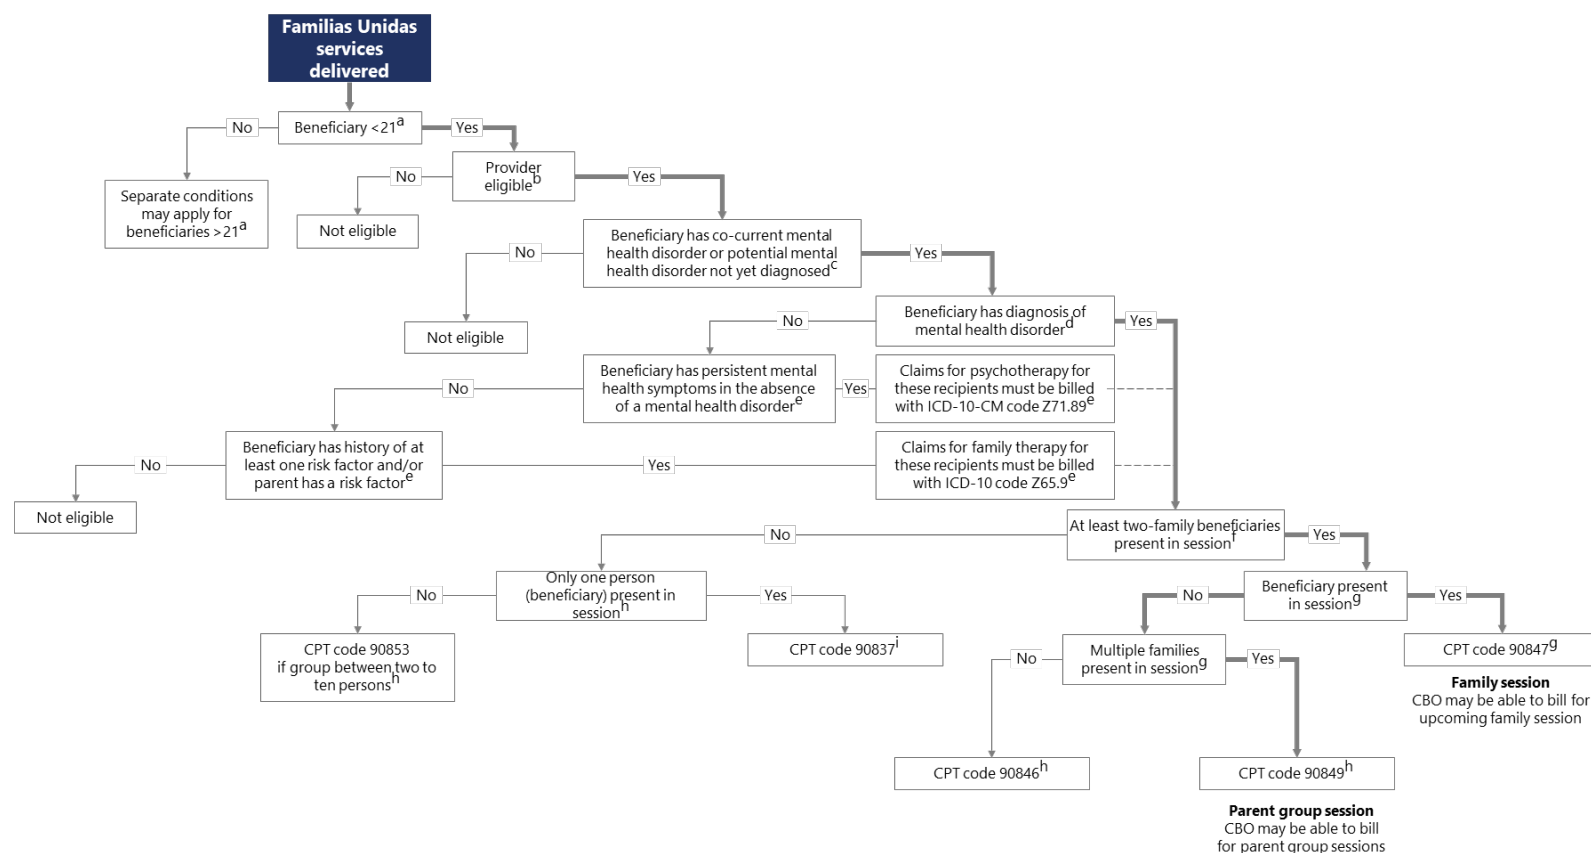 Familias Unidas
services
delivered
No
Beneficiary <21a
Yes
Separate conditions
may apply for
beneficiaries >21a
No
Provider
eligibleb
Yes
Not eligible
No
Beneficiary has co-current mental
health disorder or potential mental
health disorder not yet diagnosedc
Yes
Not eligible
No
Beneficiary has diagnosis of
mental health disorderd
Yes
No
Beneficiary has persistent mental
health symptoms in the absence
of a mental health disordere
Yes
Claims for psychotherapy for
these recipients must be billed
with ICD-10-CM code Z71.89e
No
Beneficiary has history of at
least one risk factor and/or
parent has a risk factore
Yes
Claims for family therapy for
these recipients must be billed
with ICD-10 code Z65.9e
Not eligible
No
At least two-family beneficiaries
present in sessionf
Yes
No
Only one person
(beneficiary) present in
sessionh
Yes
No
Beneficiary present
in sessiong
Yes
CPT code 90853
if group between two to
ten personsh
CPT code 90837i
No
Multiple families
present in sessiong
Yes
CPT code 90847g
Family session
CBO may be able to bill for
upcoming family session
CPT code 90846h
CPT code 90849h
Parent group session
CBO may be able to bill
for parent group sessions